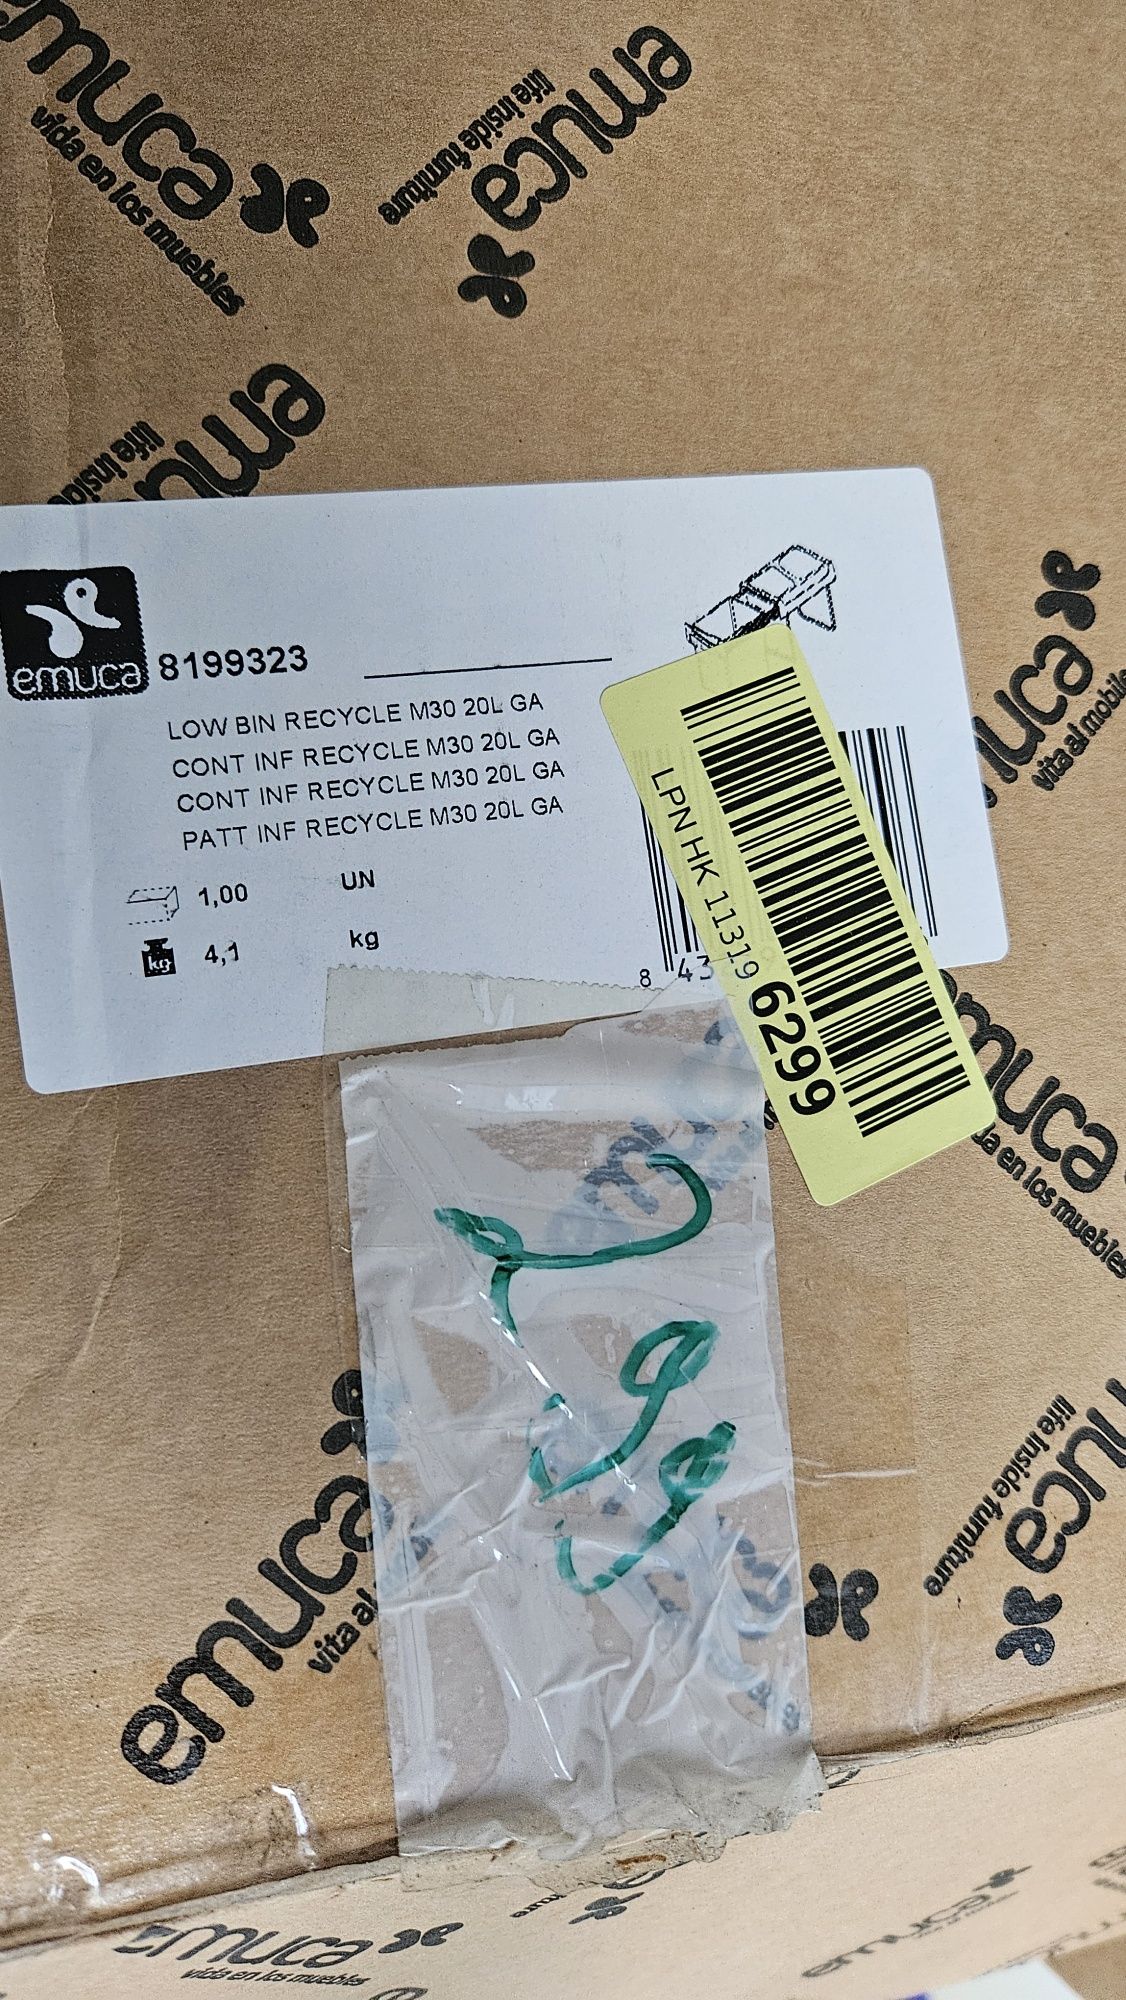 emuca
vida en los muebles
emuca
life inside furniture
emuca
life inside
emuca 8199323
LOW BIN RECYCLE M30 20L GA
CONT INF RECYCLE M30 20L GA
CONT INF RECYCLE M30 20L GA
PATT INF RECYCLE M30 20L GA
1,00 UN
kg 4,1 kg
8 43
LPN HK 11319 6299
emuca
vita al mobile
emuca
vida en los muebles
emuca
vita al
emuca
life inside furniture
emuca
vida en los muebles
emuca